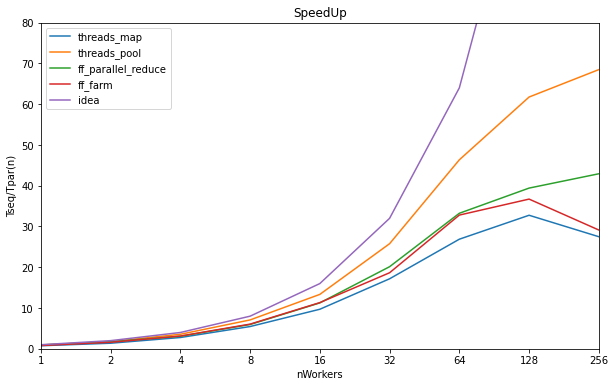 SpeedUp
80
70
60
50
40
30
20
10
0
Tseq/Tpar(n)
threads_map
threads_pool
ff_parallel_reduce
ff_farm
idea
1 2 4 8 16 32 64 128 256
nWorkers